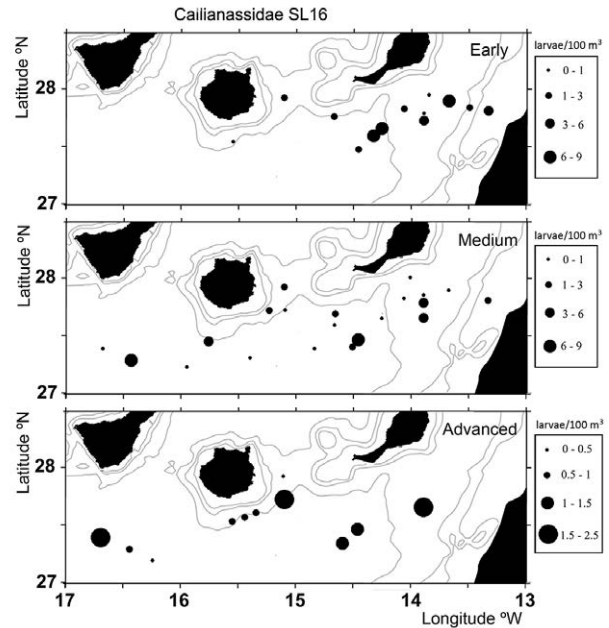 Cailianassidae SL16
Early
Latitude ºN
28
27
larvae/100 m³
0 - 1
1 - 3
3 - 6
6 - 9
Medium
Latitude ºN
28
27
larvae/100 m³
0 - 1
1 - 3
3 - 6
6 - 9
Advanced
Latitude ºN
28
27
larvae/100 m³
0 - 0.5
0.5 - 1
1 - 1.5
1.5 - 2.5
17 16 15 14 13
Longitude ºW